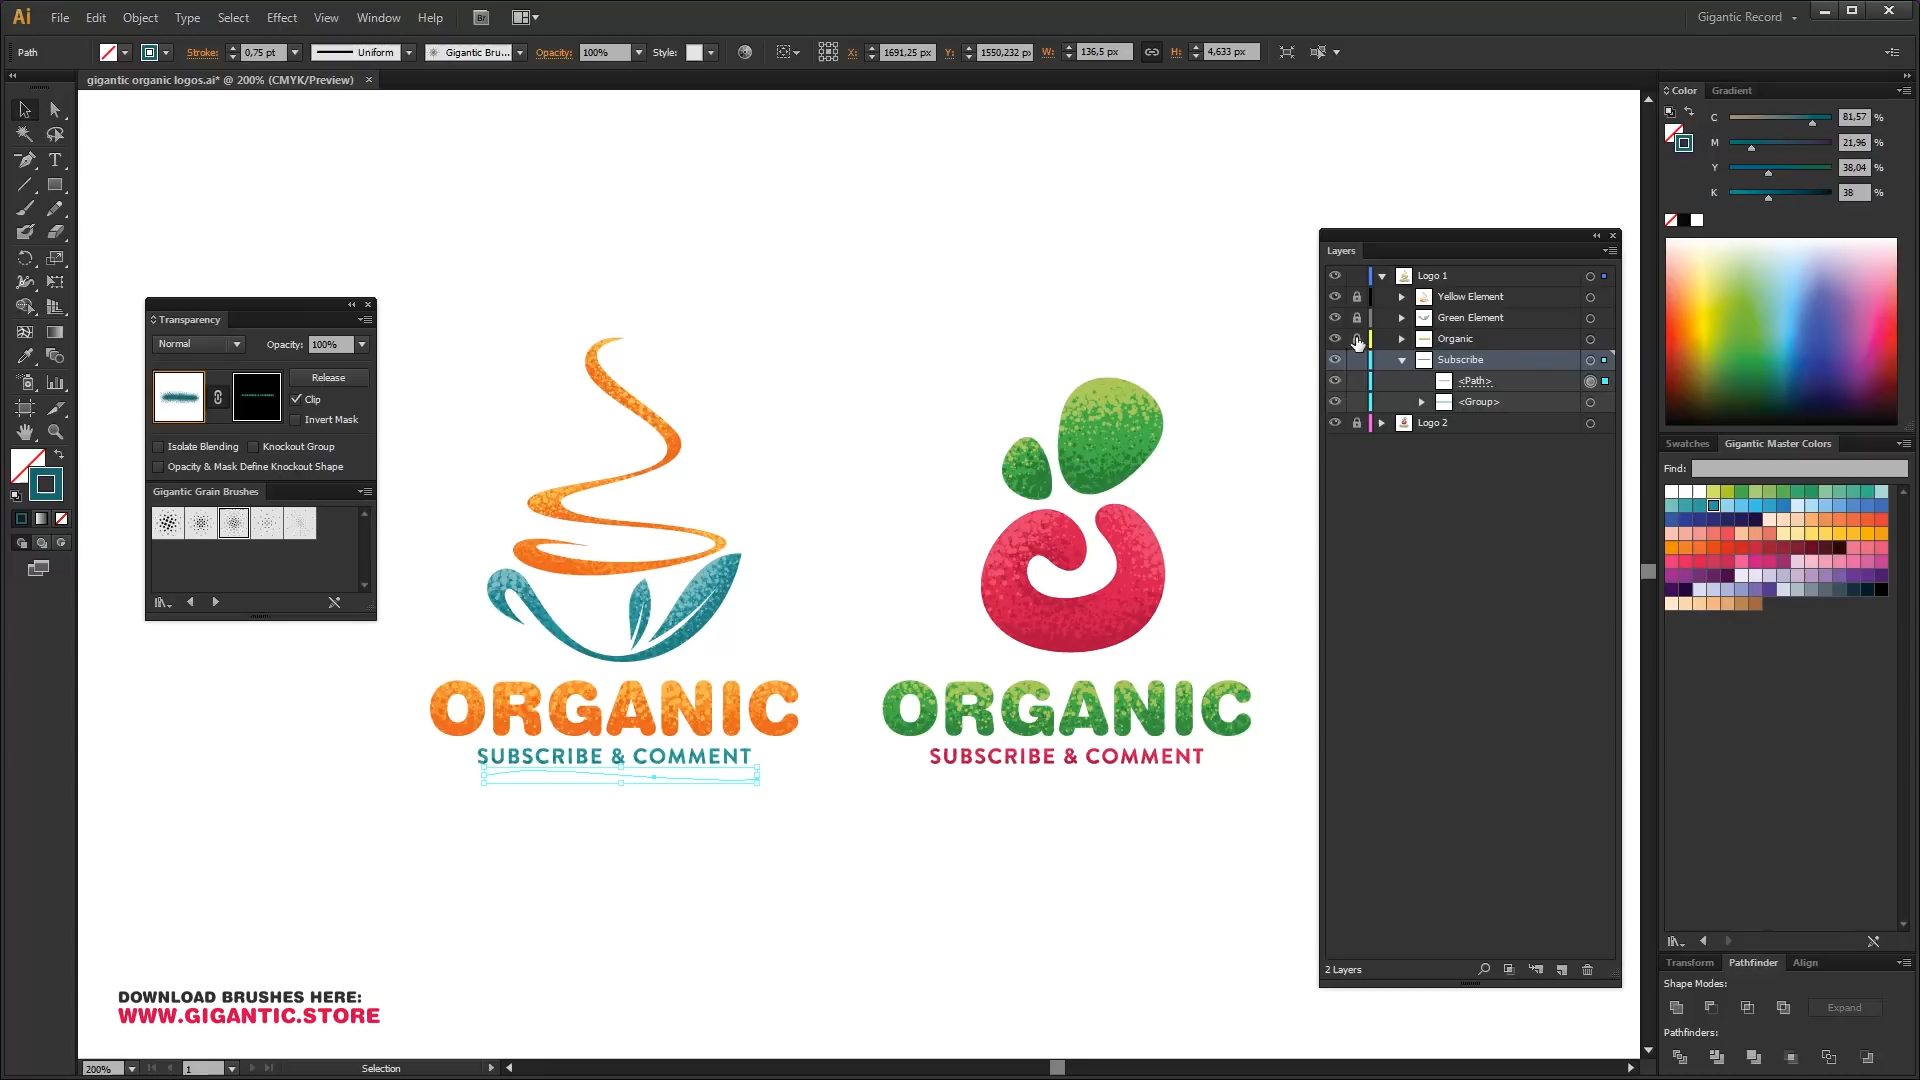 Ai File Edit Object Type Select Effect View Window Help Br Gigantic Record
Path Stroke: 0,75 pt Uniform Gigantic Bru... Opacity: 100% Style: X: 1691,25 px Y: 1550,232 px W: 136,5 px H: 4,633 px
gigantic organic logos.ai* @ 200% (CMYK/Preview)
Color Gradient
C 81,57 %
M 21,96 %
Y 38,04 %
K 38 %
Swatches Gigantic Master Colors
Find:
Transform Pathfinder Align
Shape Modes:
Expand
Pathfinders:
Layers
Logo 1
Yellow Element
Green Element
Organic
Subscribe
<Path>
<Group>
Logo 2
2 Layers
Transparency
Normal Opacity: 100%
Release
Clip
Invert Mask
Isolate Blending Knockout Group
Opacity & Mask Define Knockout Shape
Gigantic Grain Brushes
ORGANIC
SUBSCRIBE & COMMENT
ORGANIC
SUBSCRIBE & COMMENT
DOWNLOAD BRUSHES HERE:
WWW.GIGANTIC.STORE
200% 1 Selection